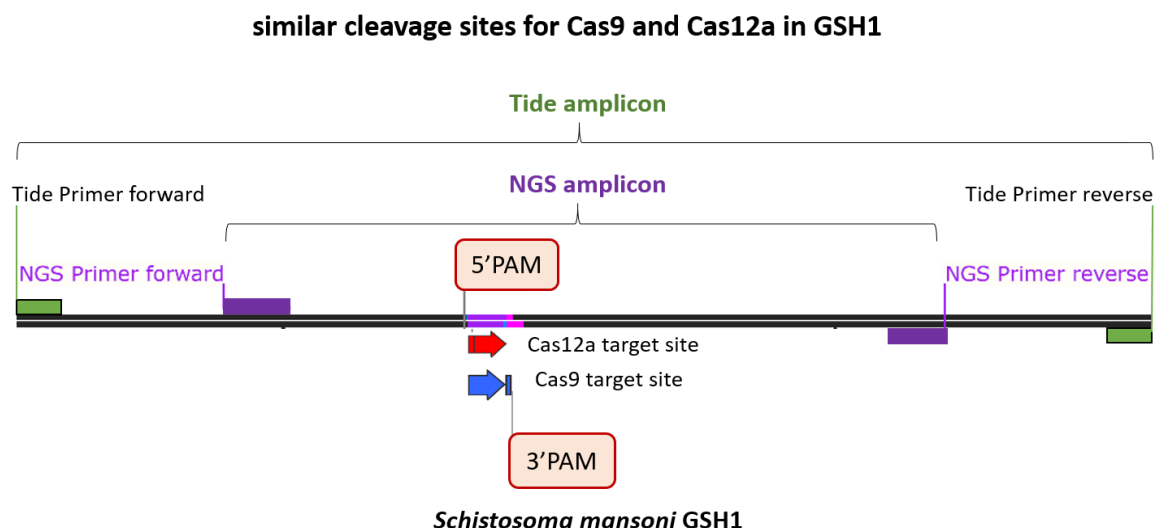 similar cleavage sites for Cas9 and Cas12a in GSH1
Tide amplicon
Tide Primer forward
NGS amplicon
Tide Primer reverse
NGS Primer forward
5’PAM
NGS Primer reverse
Cas12a target site
Cas9 target site
3’PAM
Schistosoma mansoni GSH1